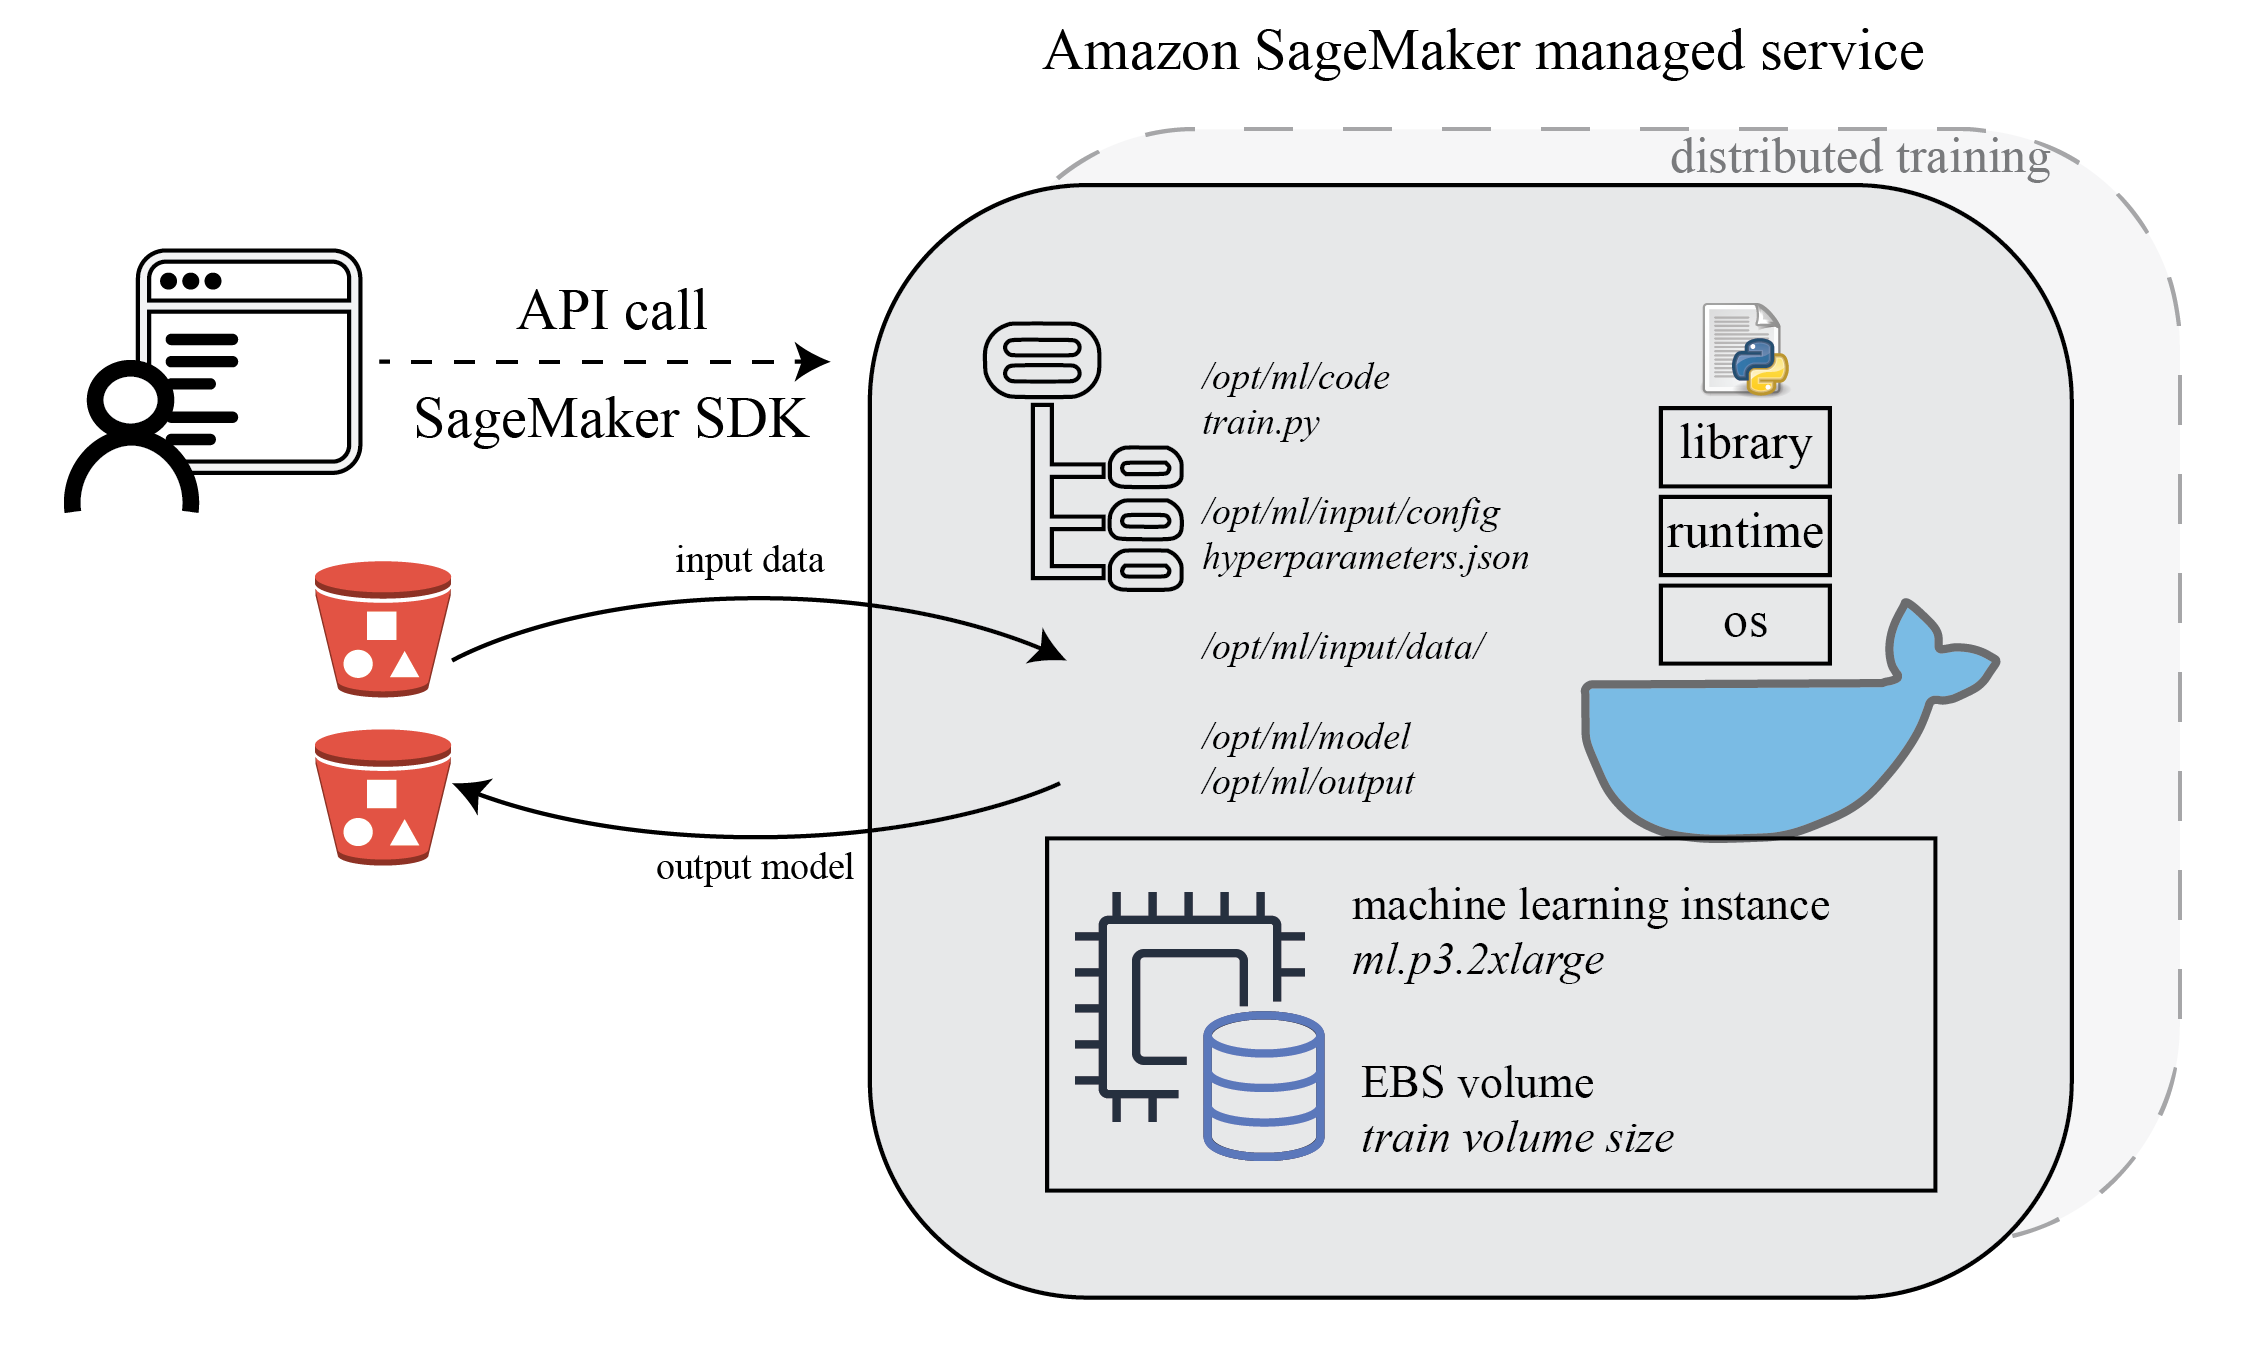 Amazon SageMaker managed service
distributed training
API call
SageMaker SDK
input data
output model
/opt/ml/code
train.py
/opt/ml/input/config
hyperparameters.json
/opt/ml/input/data/
/opt/ml/model
/opt/ml/output
library
runtime
os
machine learning instance
ml.p3.2xlarge
EBS volume
train volume size